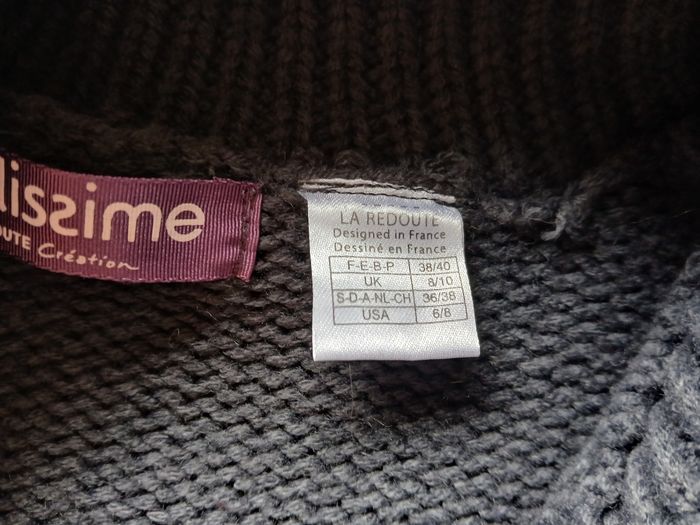 lissime
Création
LA REDOUTE
Designed in France
Dessiné en France
F-E-B-P 38/40
UK 8/10
S-D-A-NL-CH 36/38
USA 6/8